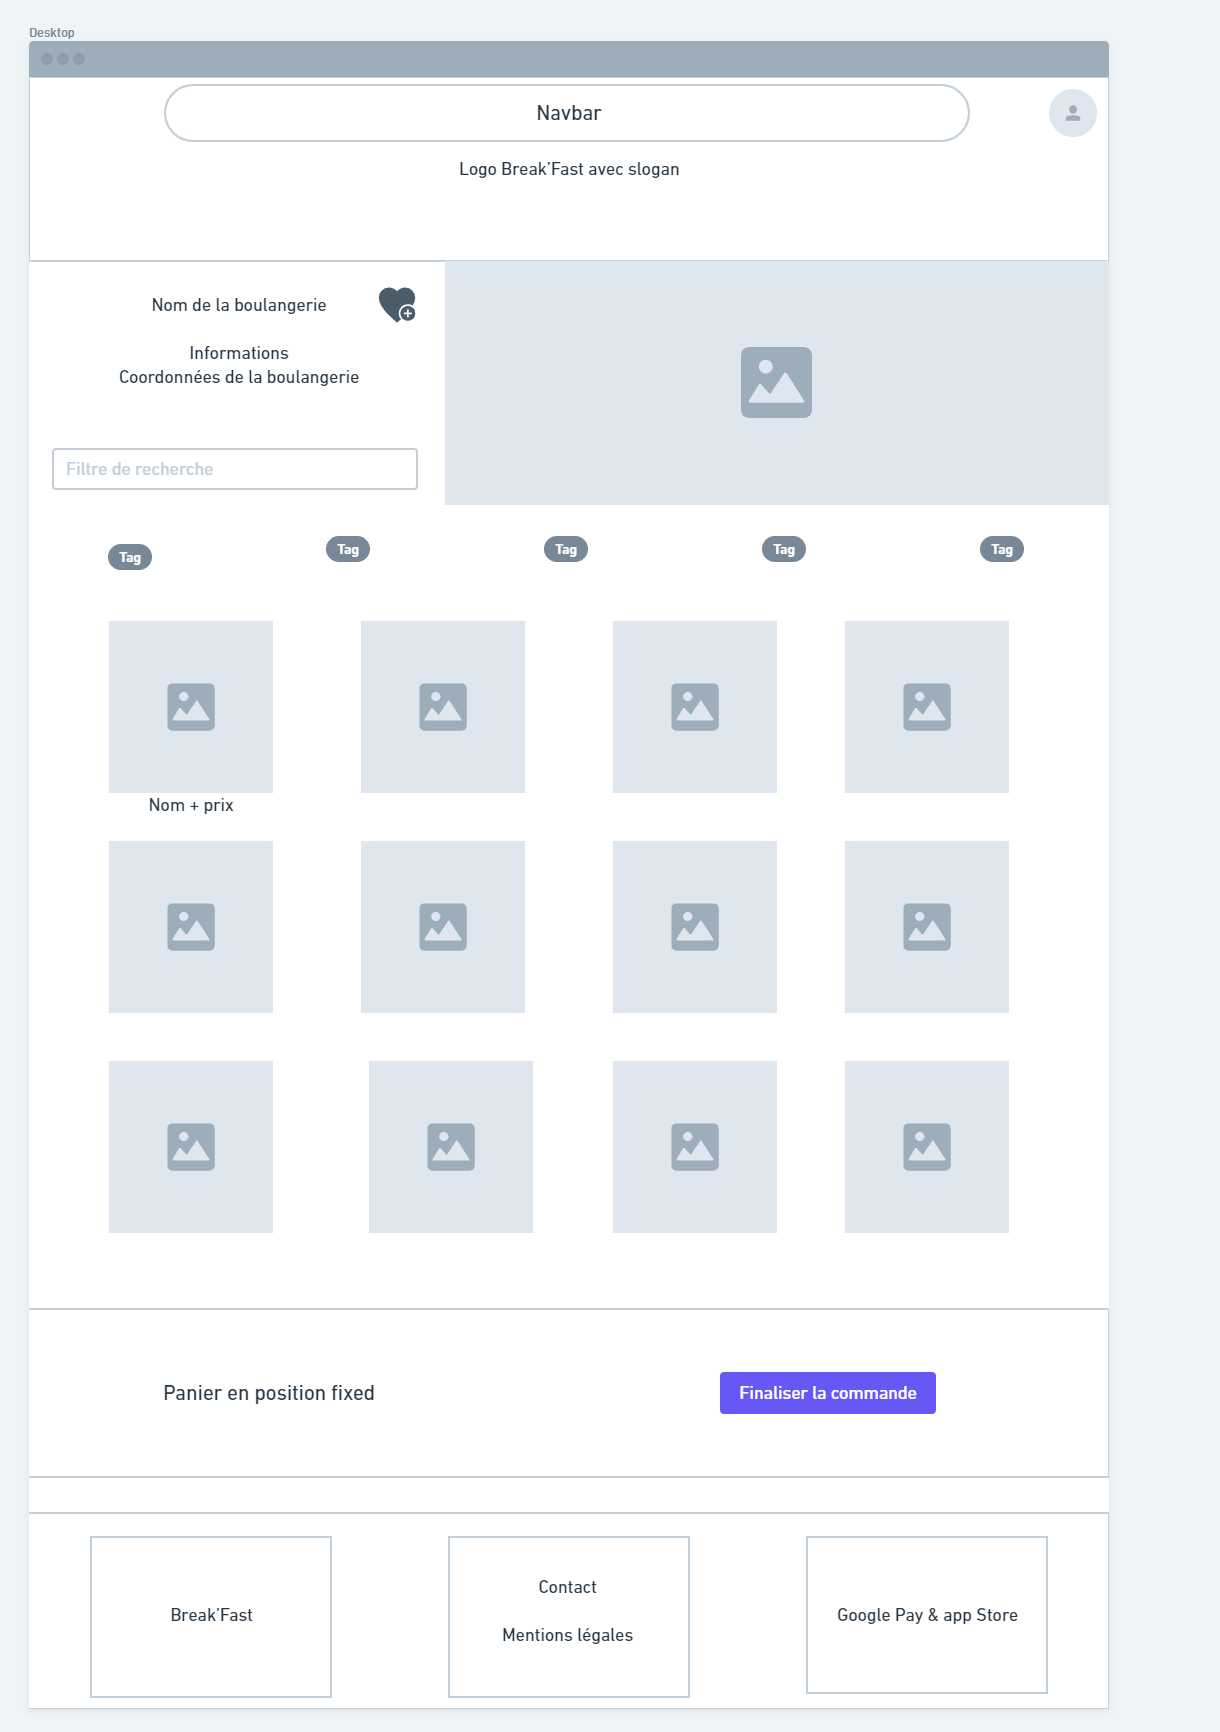 Desktop
Navbar
Logo Break'Fast avec slogan
Nom de la boulangerie
Informations
Coordonnées de la boulangerie
Filtre de recherche
Tag
Tag
Tag
Tag
Tag
Nom + prix
Panier en position fixed
Finaliser la commande
Break'Fast
Contact
Mentions légales
Google Pay & app Store